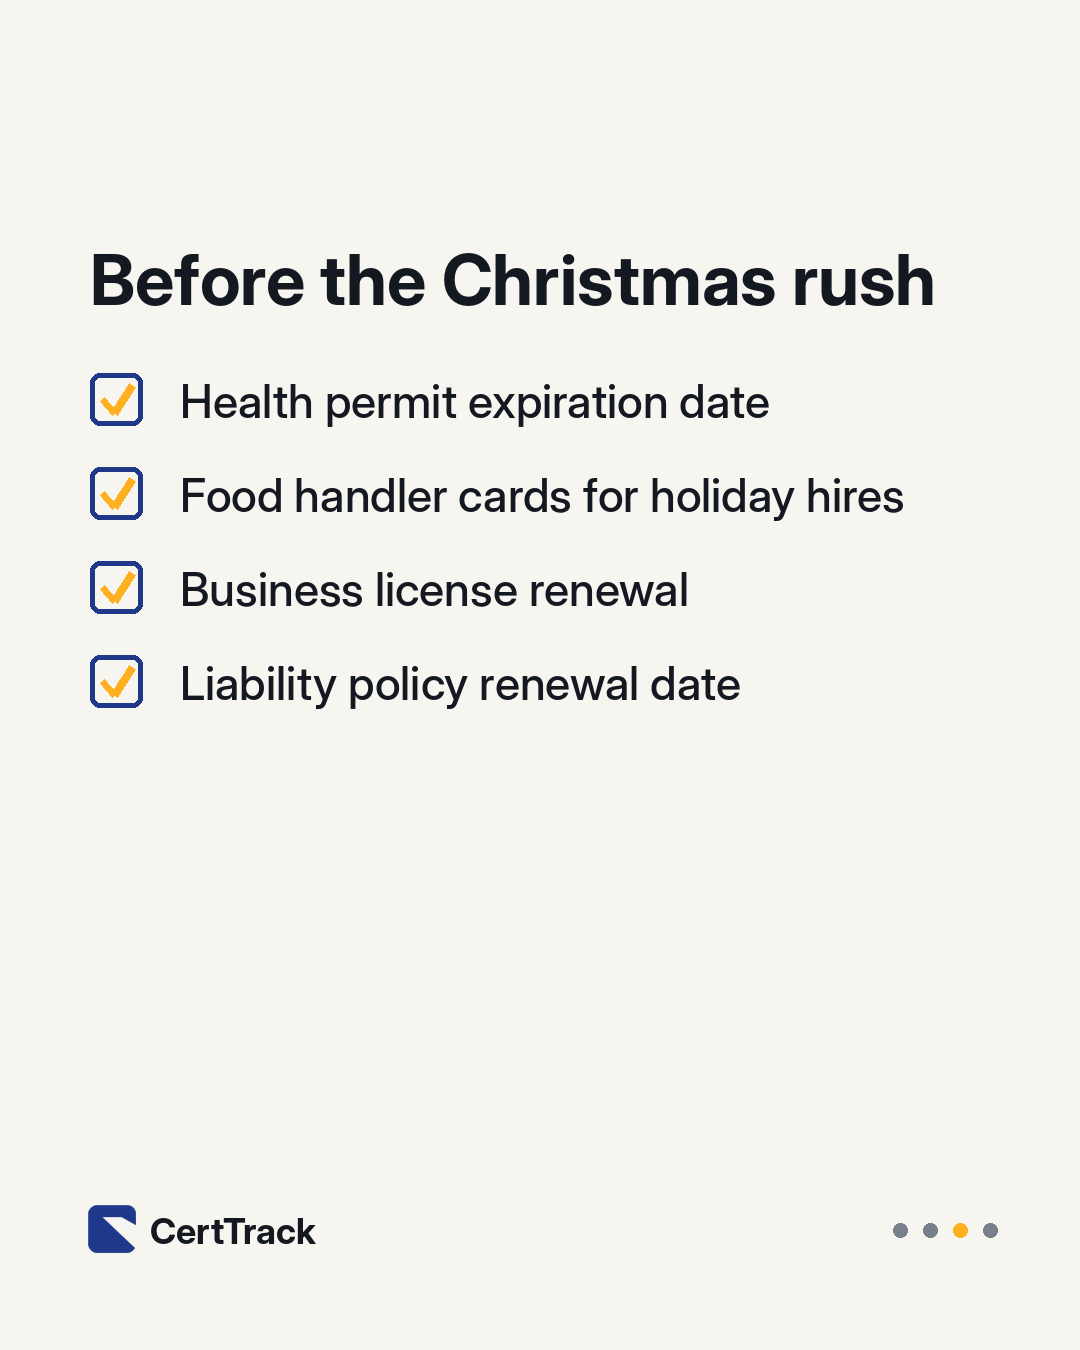 Before the Christmas rush
Health permit expiration date
Food handler cards for holiday hires
Business license renewal
Liability policy renewal date
CertTrack